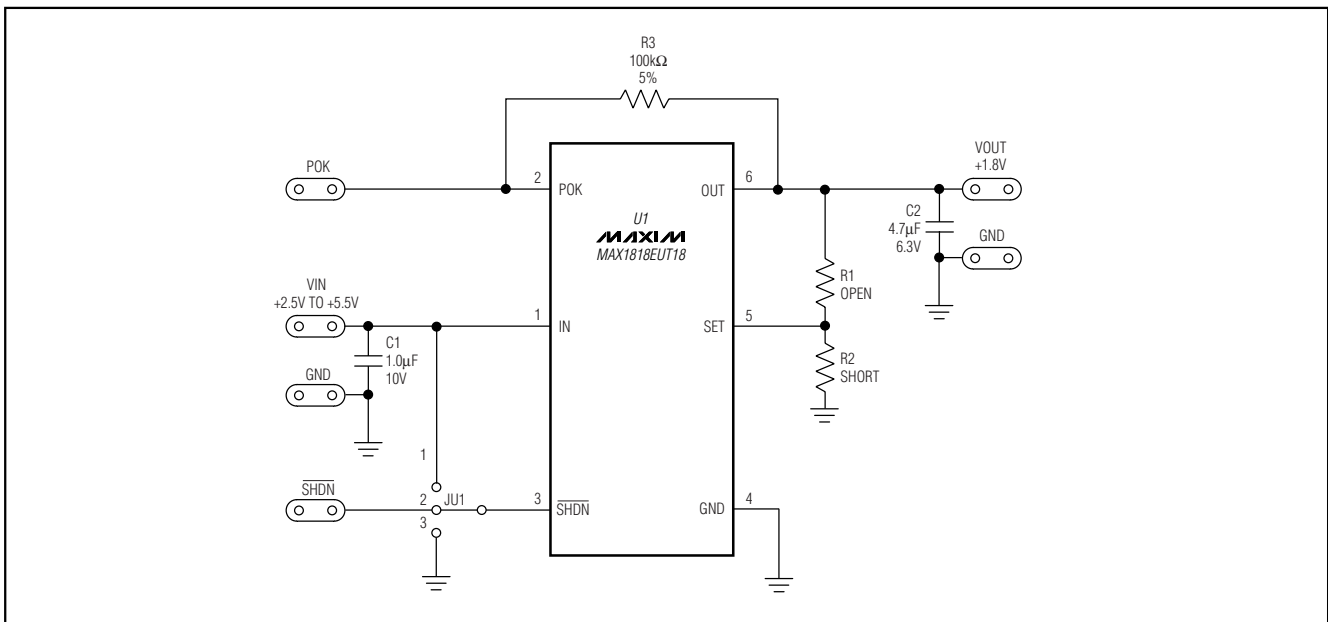 R3
100kΩ
5%
POK
2
POK
OUT
6
VOUT
+1.8V
C2
4.7µF
6.3V
GND
U1
MAXIM
MAX1818EUT18
R1
OPEN
VIN
+2.5V TO +5.5V
1
IN
SET
5
C1
1.0µF
10V
R2
SHORT
GND
1
SHDN
2
JU1
3
3
SHDN
GND
4